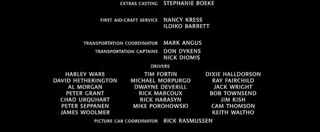 EXTRAS CASTING STEPHANIE BOEKE
FIRST AID/CRAFT SERVICE NANCY KRESS
ILDIKO BARRETT
TRANSPORTATION COORDINATOR MARK ANGUS
TRANSPORTATION CAPTAINS DON DYKENS
NICK DIOMIS
DRIVERS
HARLEY WARE TIM FORTIN DIXIE HALLDORSON
DAVID HETHERINGTON MICHAEL MCMORDIE RAY FAIRCHILD
AL MORGAN DWAYNE DEVERILL JACK WRIGHT
PETER GRANT RICK MARCOUX BOB TOWNSEND
CHAD URQUHART RICK HARASYN JIM KISH
PETER SEPPANEN MIKE POROHOWSKI CAM THOMSON
JAMES WOOLMER KEITH WALTHO
PICTURE CAR COORDINATOR RICK RASMUSSEN